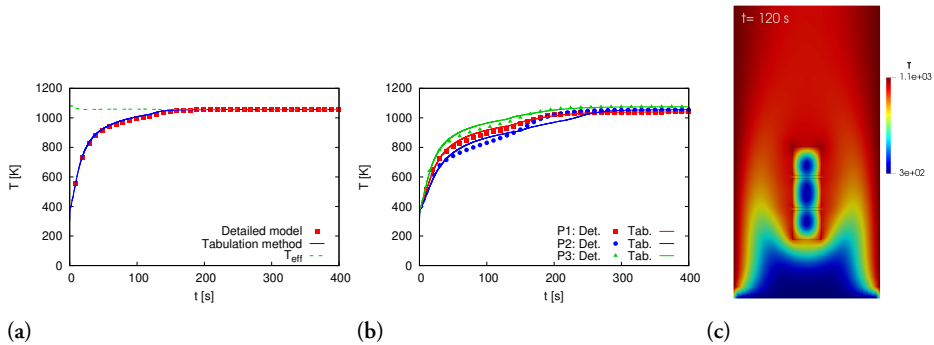 1200
1000
800
600
400
200
0
T [K]
0 100 200 300 400
t [s]
Detailed model
Tabulation method
T_eff
(a)
1200
1000
800
600
400
200
0
T [K]
0 100 200 300 400
t [s]
P1: Det. Tab.
P2: Det. Tab.
P3: Det. Tab.
(b)
t= 120 s
T
1.1e+03
3e+02
(c)